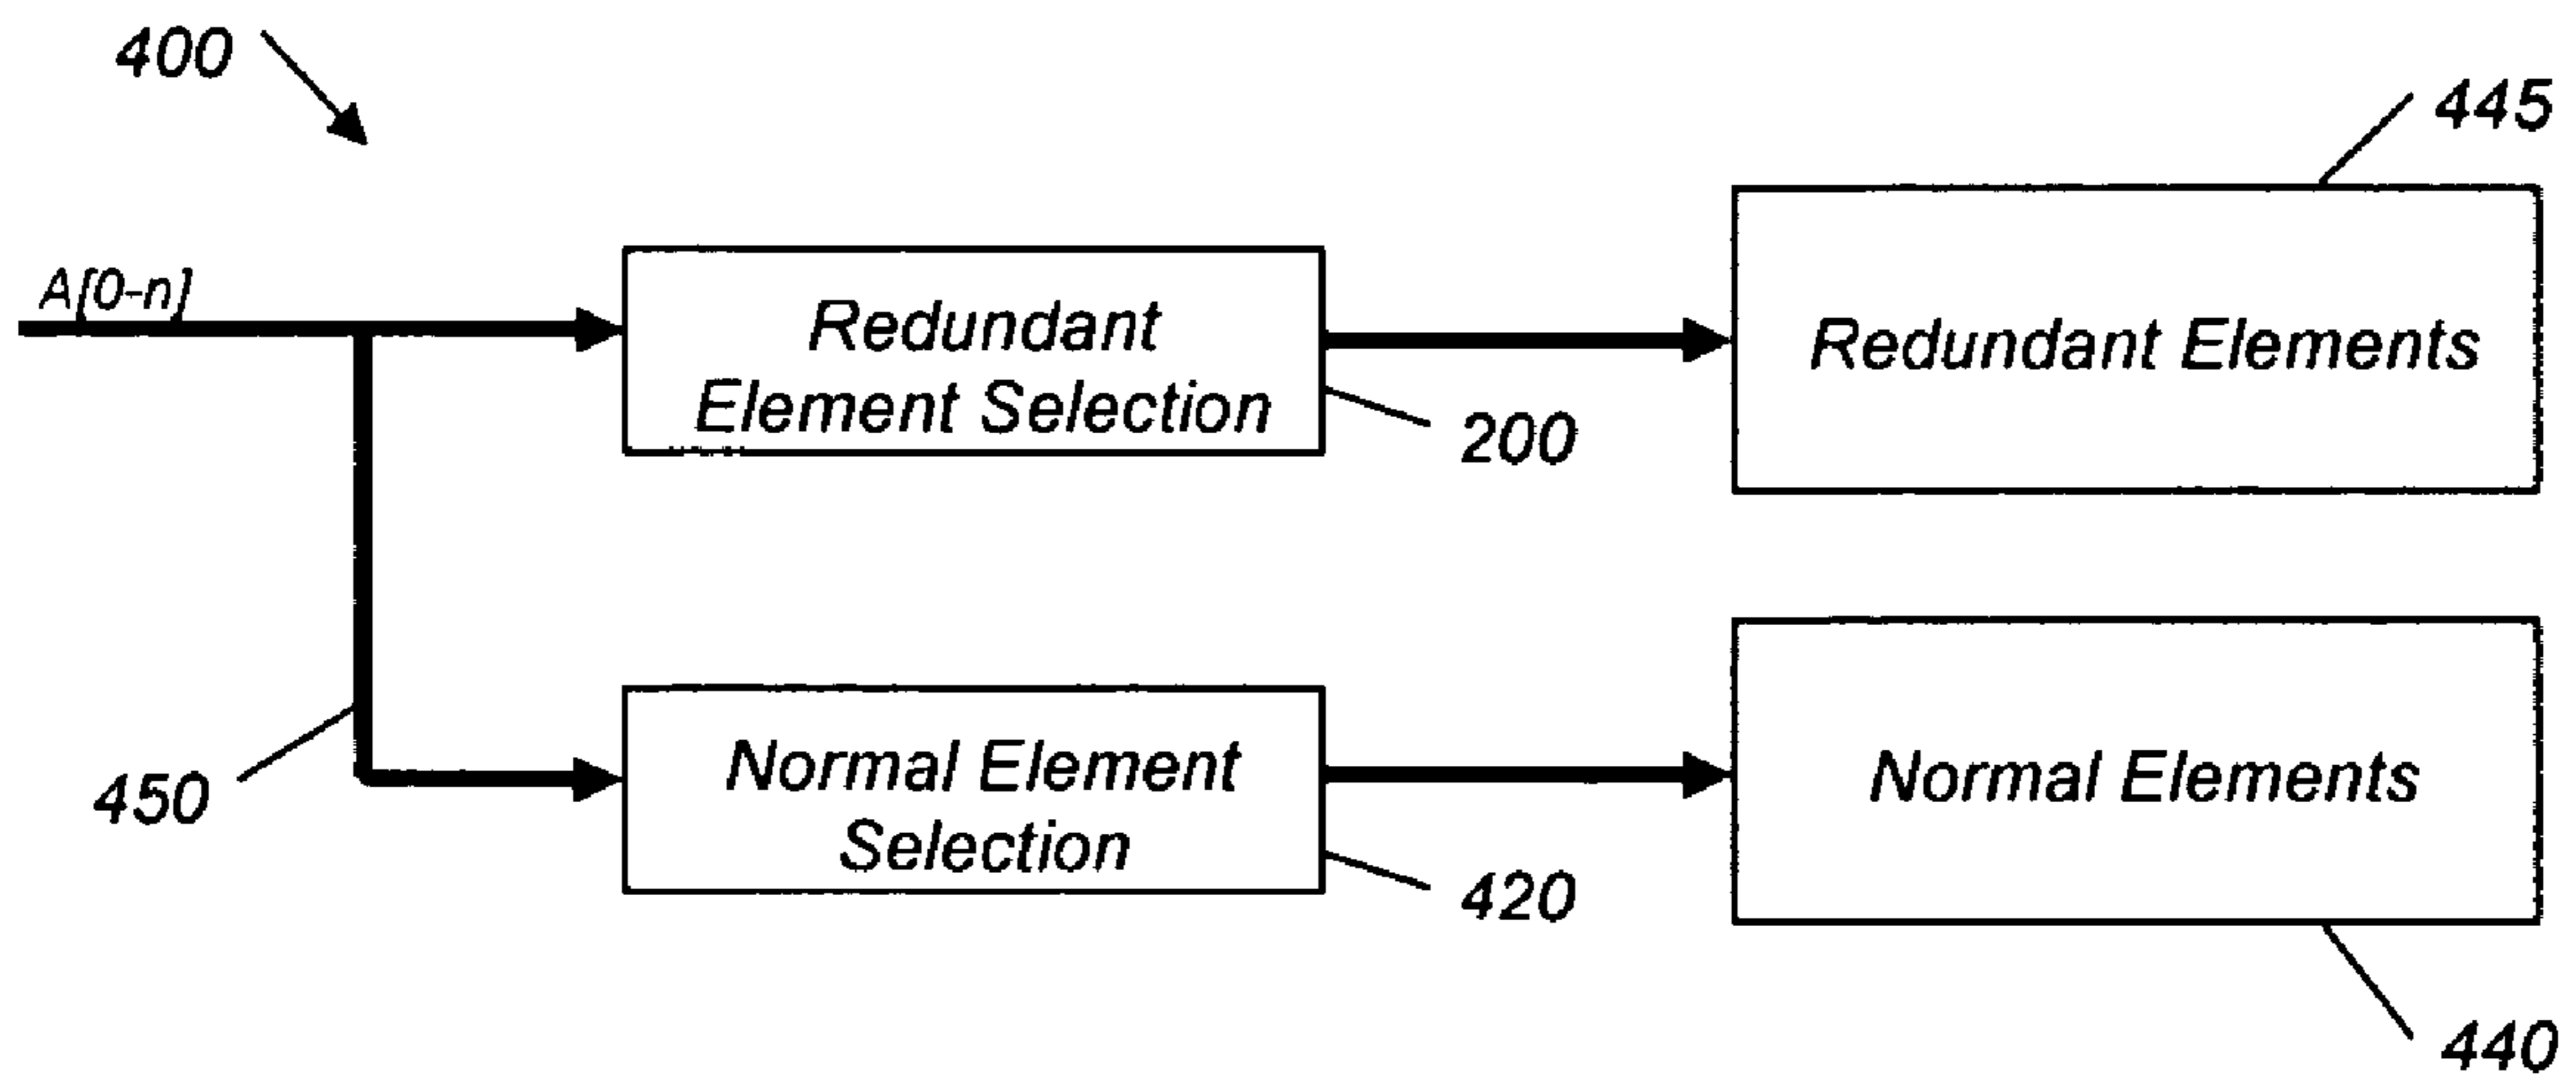 400
445
A[0-n]
Redundant
Element Selection
Redundant Elements
200
450
Normal Element
Selection
Normal Elements
420
440